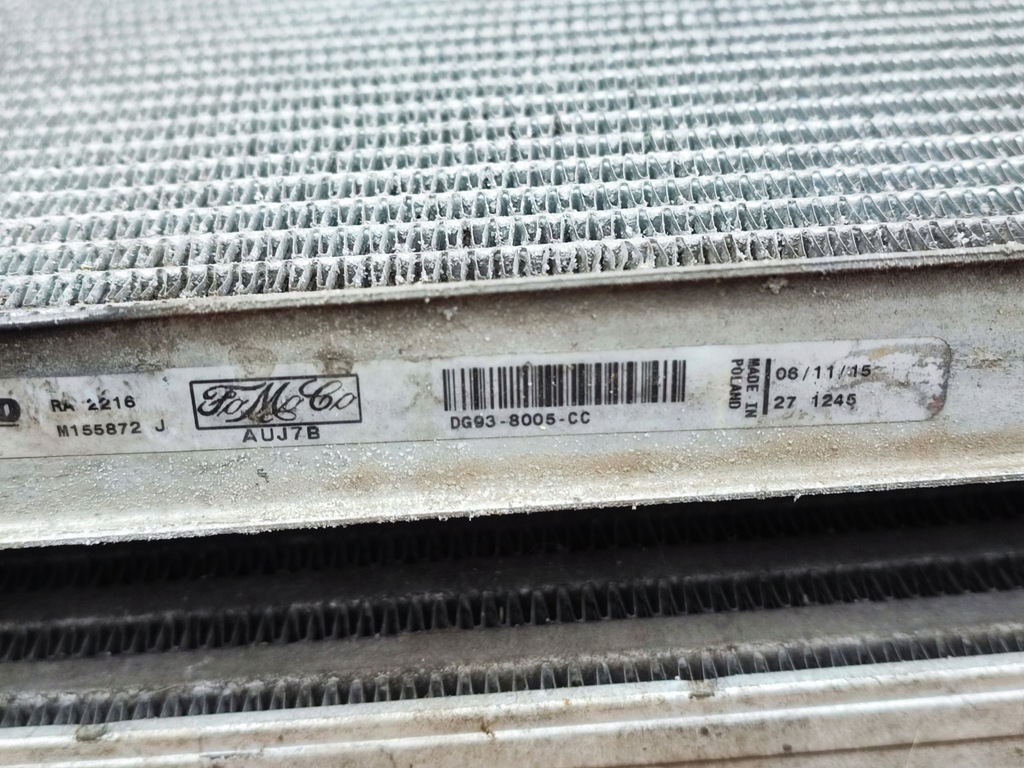 RA 2216
M155872 J
FoMoCo
AUJ7B
DG93-8005-CC
MADE IN
POLAND
06/11/15
27 1245